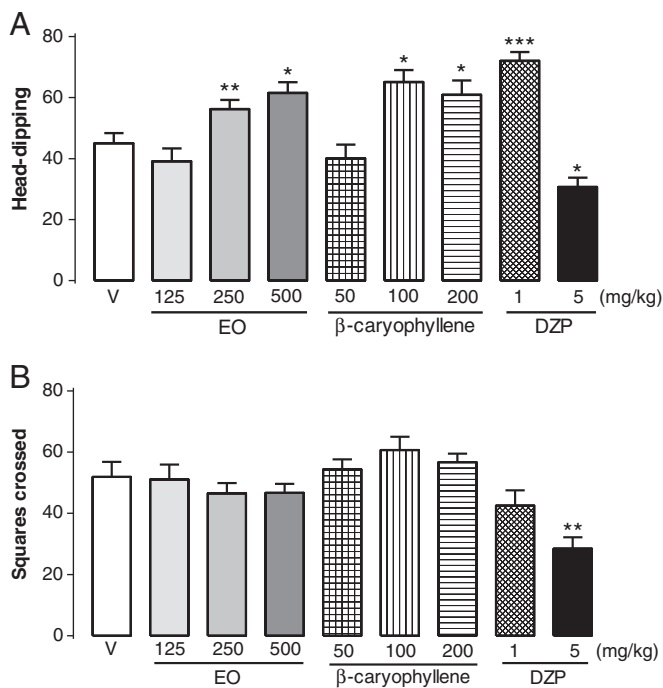 A
Head-dipping
80
60
40
20
0
**
*
*
*
***
*
V 125 250 500 50 100 200 1 5 (mg/kg)
EO β-caryophyllene DZP
B
Squares crossed
80
60
40
20
0
**
V 125 250 500 50 100 200 1 5 (mg/kg)
EO β-caryophyllene DZP